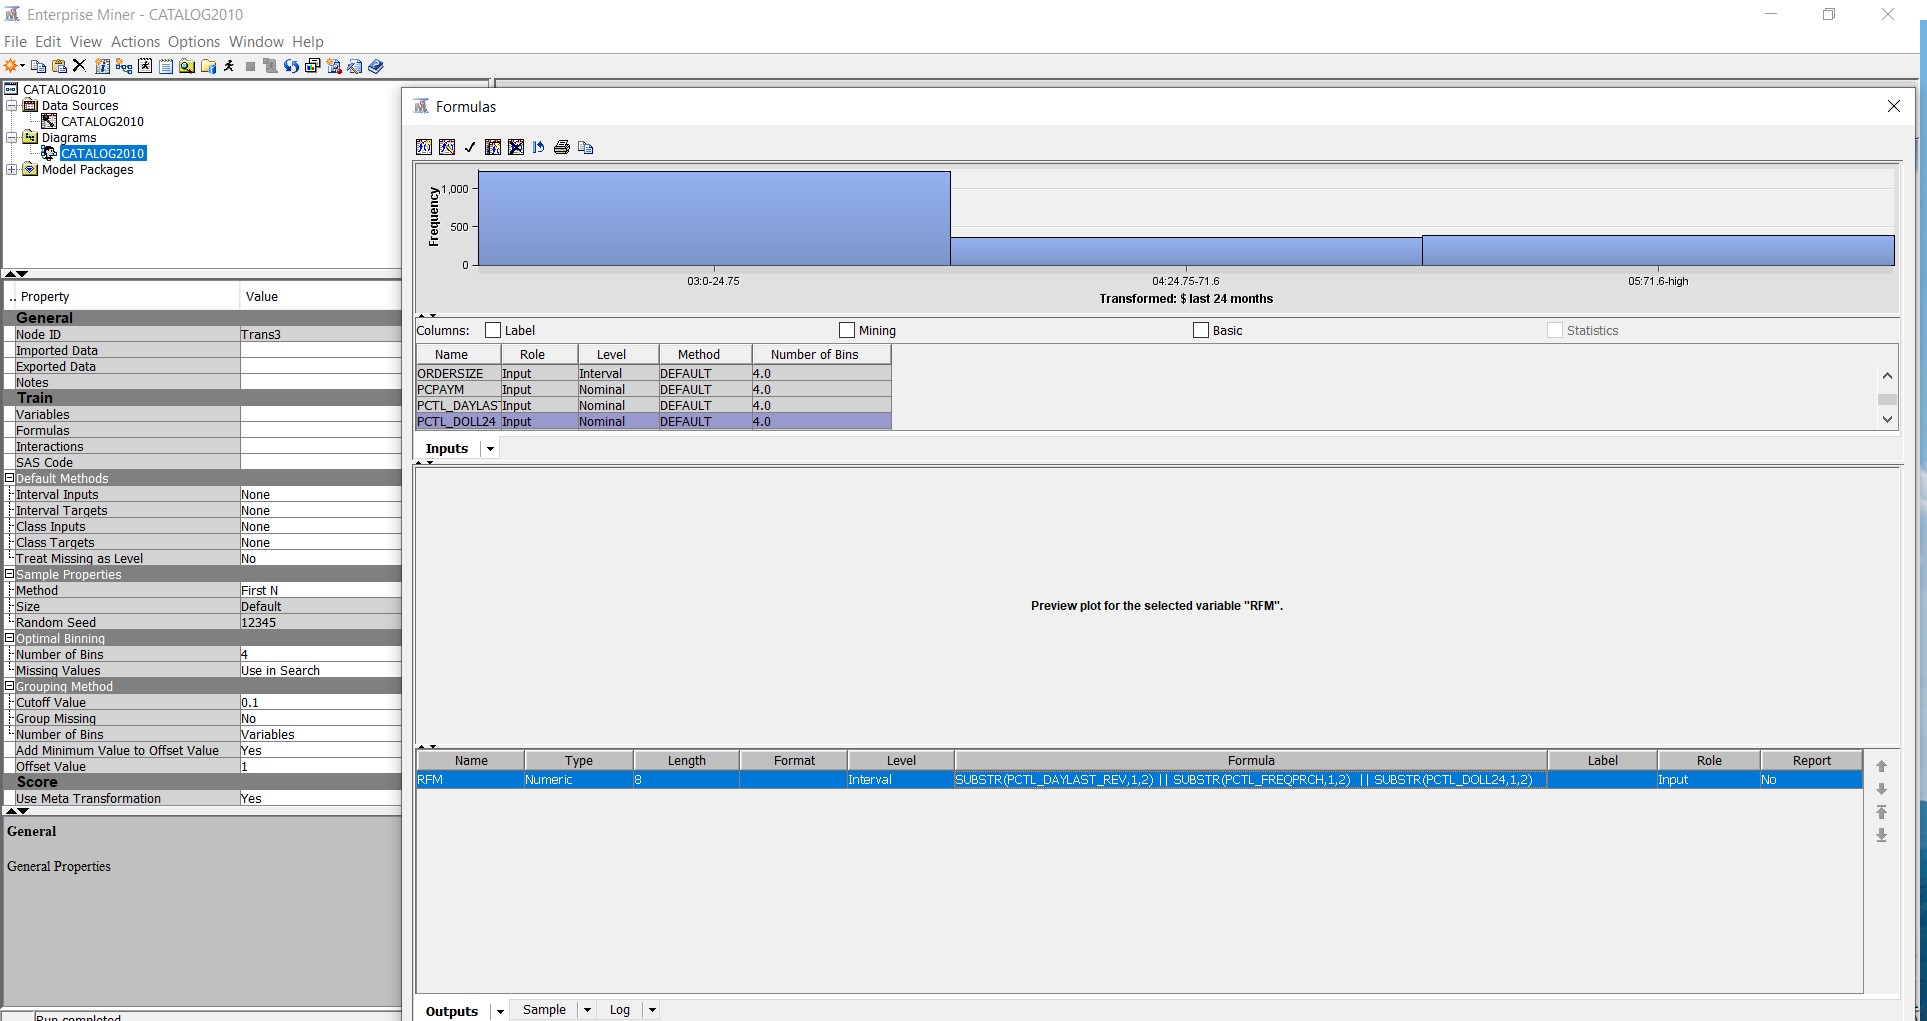 Enterprise Miner - CATALOG2010
File Edit View Actions Options Window Help
CATALOG2010
Data Sources
CATALOG2010
Diagrams
CATALOG2010
Model Packages
.. Property Value
General
Node ID Trans3
Imported Data
Exported Data
Notes
Train
Variables
Formulas
Interactions
SAS Code
Default Methods
Interval Inputs None
Interval Targets None
Class Inputs None
Class Targets None
Treat Missing as Level No
Sample Properties
Method First N
Size Default
Random Seed 12345
Optimal Binning
Number of Bins 4
Missing Values Use in Search
Grouping Method
Cutoff Value 0.1
Group Missing No
Number of Bins Variables
Add Minimum Value to Offset Value Yes
Offset Value 1
Score
Use Meta Transformation Yes
General
General Properties
Run completed
Formulas
Frequency
1,000
500
0
03:0-24.75 04:24.75-71.6 05:71.6-high
Transformed: $ last 24 months
Columns: Label Mining Basic Statistics
Name Role Level Method Number of Bins
ORDERSIZE Input Interval DEFAULT 4.0
PCPAYM Input Nominal DEFAULT 4.0
PCTL_DAYLAST Input Nominal DEFAULT 4.0
PCTL_DOLL24 Input Nominal DEFAULT 4.0
Inputs
Preview plot for the selected variable "RFM".
Name Type Length Format Level Formula Label Role Report
RFM Numeric 8 Interval SUBSTR(PCTL_DAYLAST_REV,1,2) || SUBSTR(PCTL_FREQPRCH,1,2) || SUBSTR(PCTL_DOLL24,1,2) Input No
Outputs Sample Log